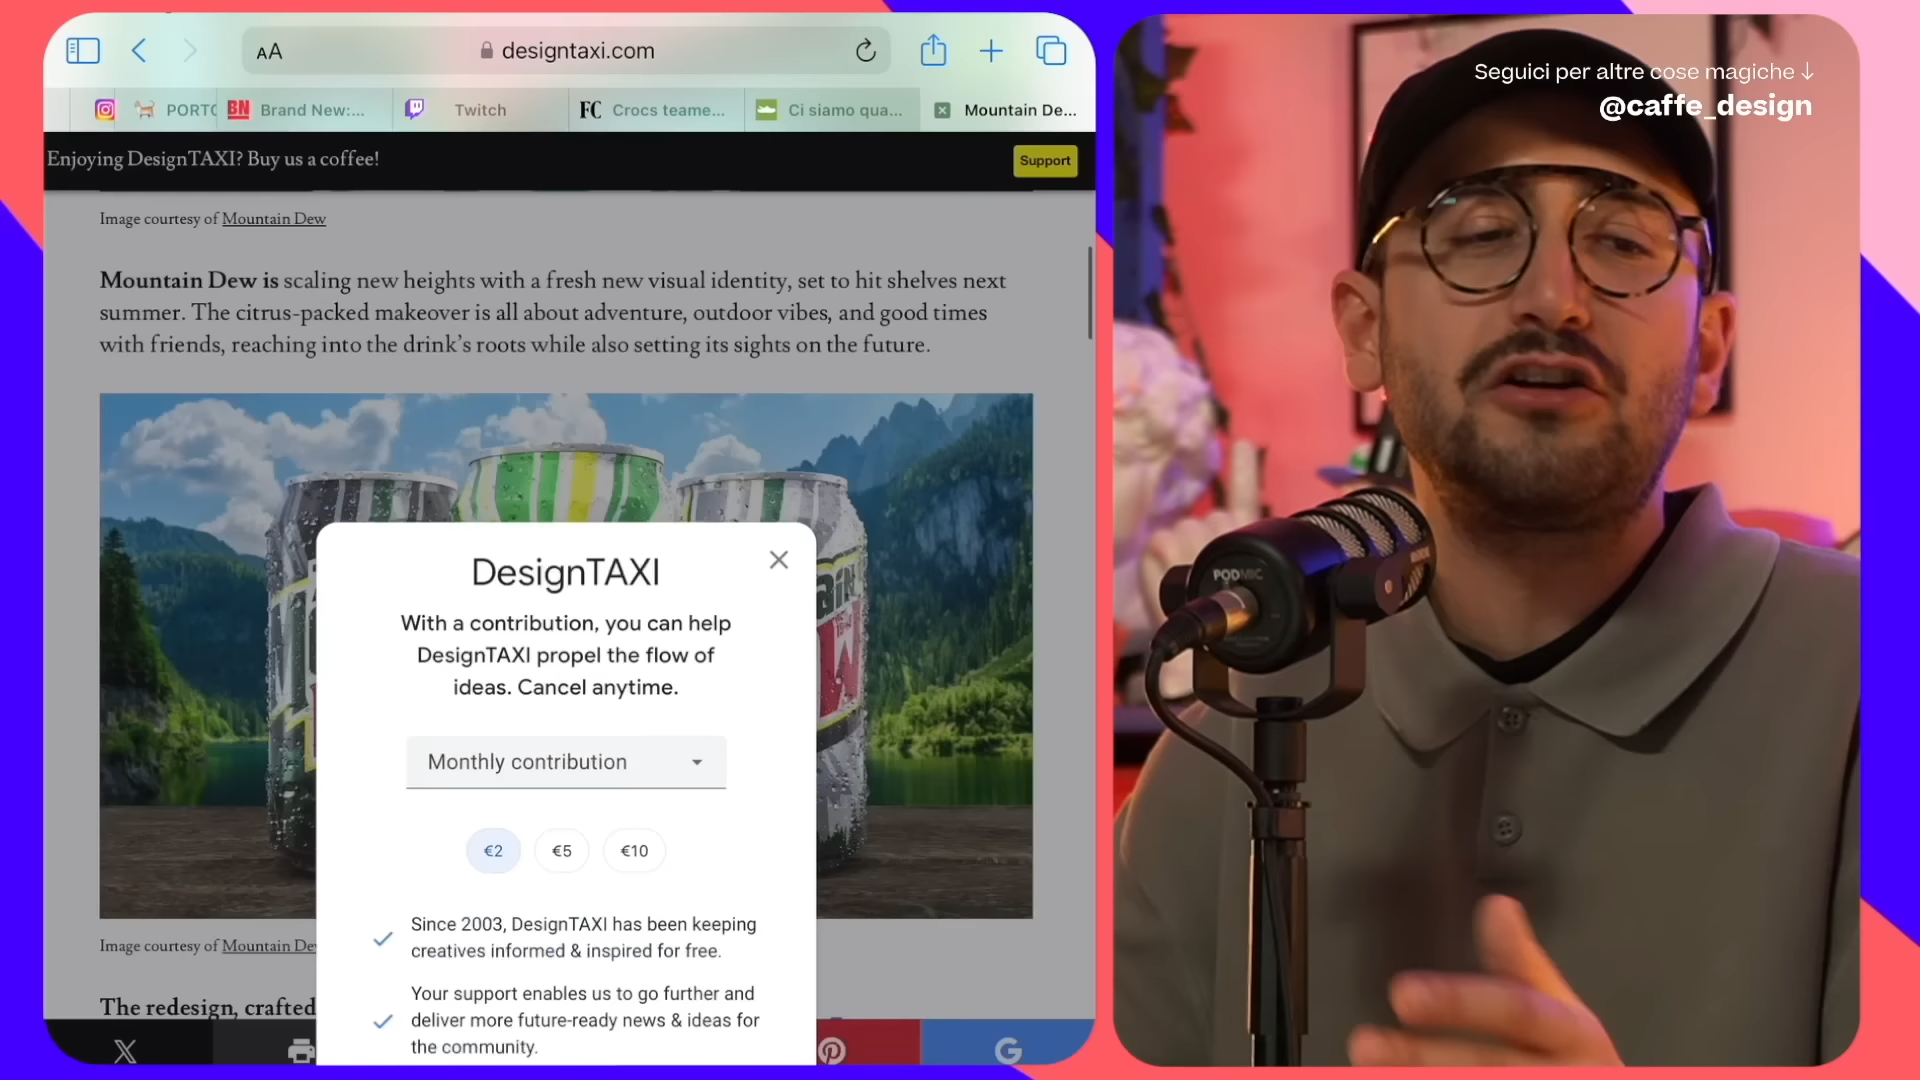 AA
designtaxi.com
PORTO
BN Brand New:...
Twitch
FC Crocs teame...
Ci siamo qua...
Mountain De...
Enjoying DesignTAXI? Buy us a coffee!
Support
Image courtesy of Mountain Dew
Mountain Dew is scaling new heights with a fresh new visual identity, set to hit shelves next
summer. The citrus-packed makeover is all about adventure, outdoor vibes, and good times
with friends, reaching into the drink's roots while also setting its sights on the future.
DesignTAXI
With a contribution, you can help
DesignTAXI propel the flow of
ideas. Cancel anytime.
Monthly contribution
€2
€5
€10
Since 2003, DesignTAXI has been keeping
creatives informed & inspired for free.
Your support enables us to go further and
deliver more future-ready news & ideas for
the community.
Image courtesy of Mountain De
The redesign, crafted
Seguici per altre cose magiche ↓
@caffe_design
PODMIC